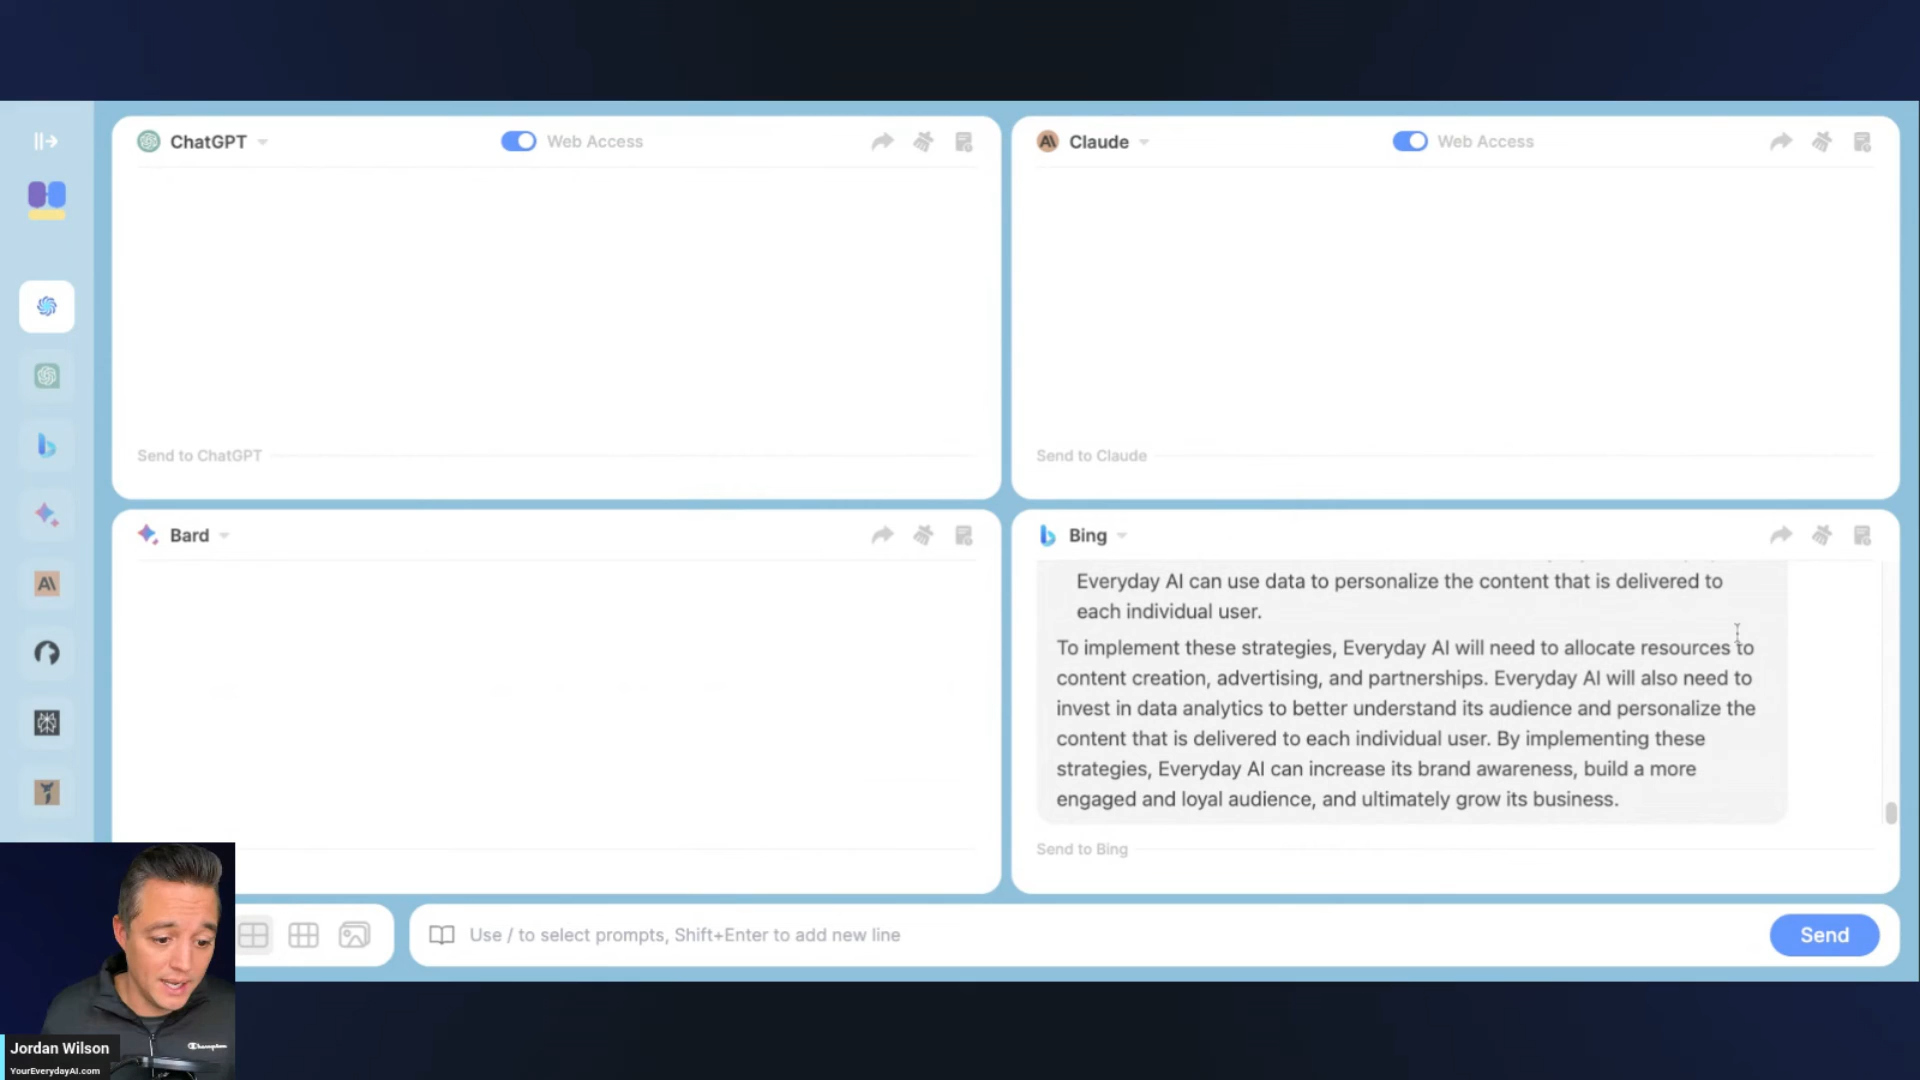 ChatGPT
Web Access
Claude
Web Access
Send to ChatGPT
Send to Claude
Bard
Bing
Everyday AI can use data to personalize the content that is delivered to
each individual user.
To implement these strategies, Everyday AI will need to allocate resources to
content creation, advertising, and partnerships. Everyday AI will also need to
invest in data analytics to better understand its audience and personalize the
content that is delivered to each individual user. By implementing these
strategies, Everyday AI can increase its brand awareness, build a more
engaged and loyal audience, and ultimately grow its business.
Send to Bing
Use / to select prompts, Shift+Enter to add new line
Send
Champion
Jordan Wilson
YourEverydayAI.com